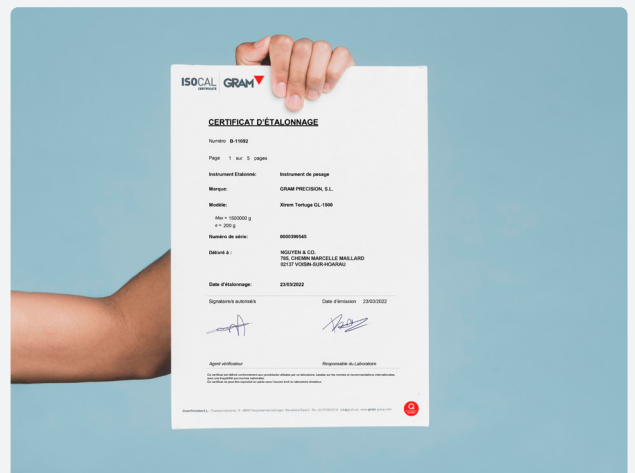 ISOCAL GRAM
CERTIFICATE
CERTIFICAT D'ÉTALONNAGE
Numéro B-11092
Page 1 sur 5 pages
Instrument Etalonné: Instrument de pesage
Marque: GRAM PRECISION, S.L.
Modèle: Xtrem Tortuga GL-1500
Max = 1500000 g
e = 200 g
Numéro de série: 0000399545
Délivré à : NGUYEN & CO.
785, CHEMIN MARCELLE MAILLARD
02137 VOISIN-SUR-HOARAU
Date d'étalonnage: 23/03/2022
Signataire/s autorisé/s Date d'émission 23/03/2022
Agent vérificateur Responsable du Laboratoire